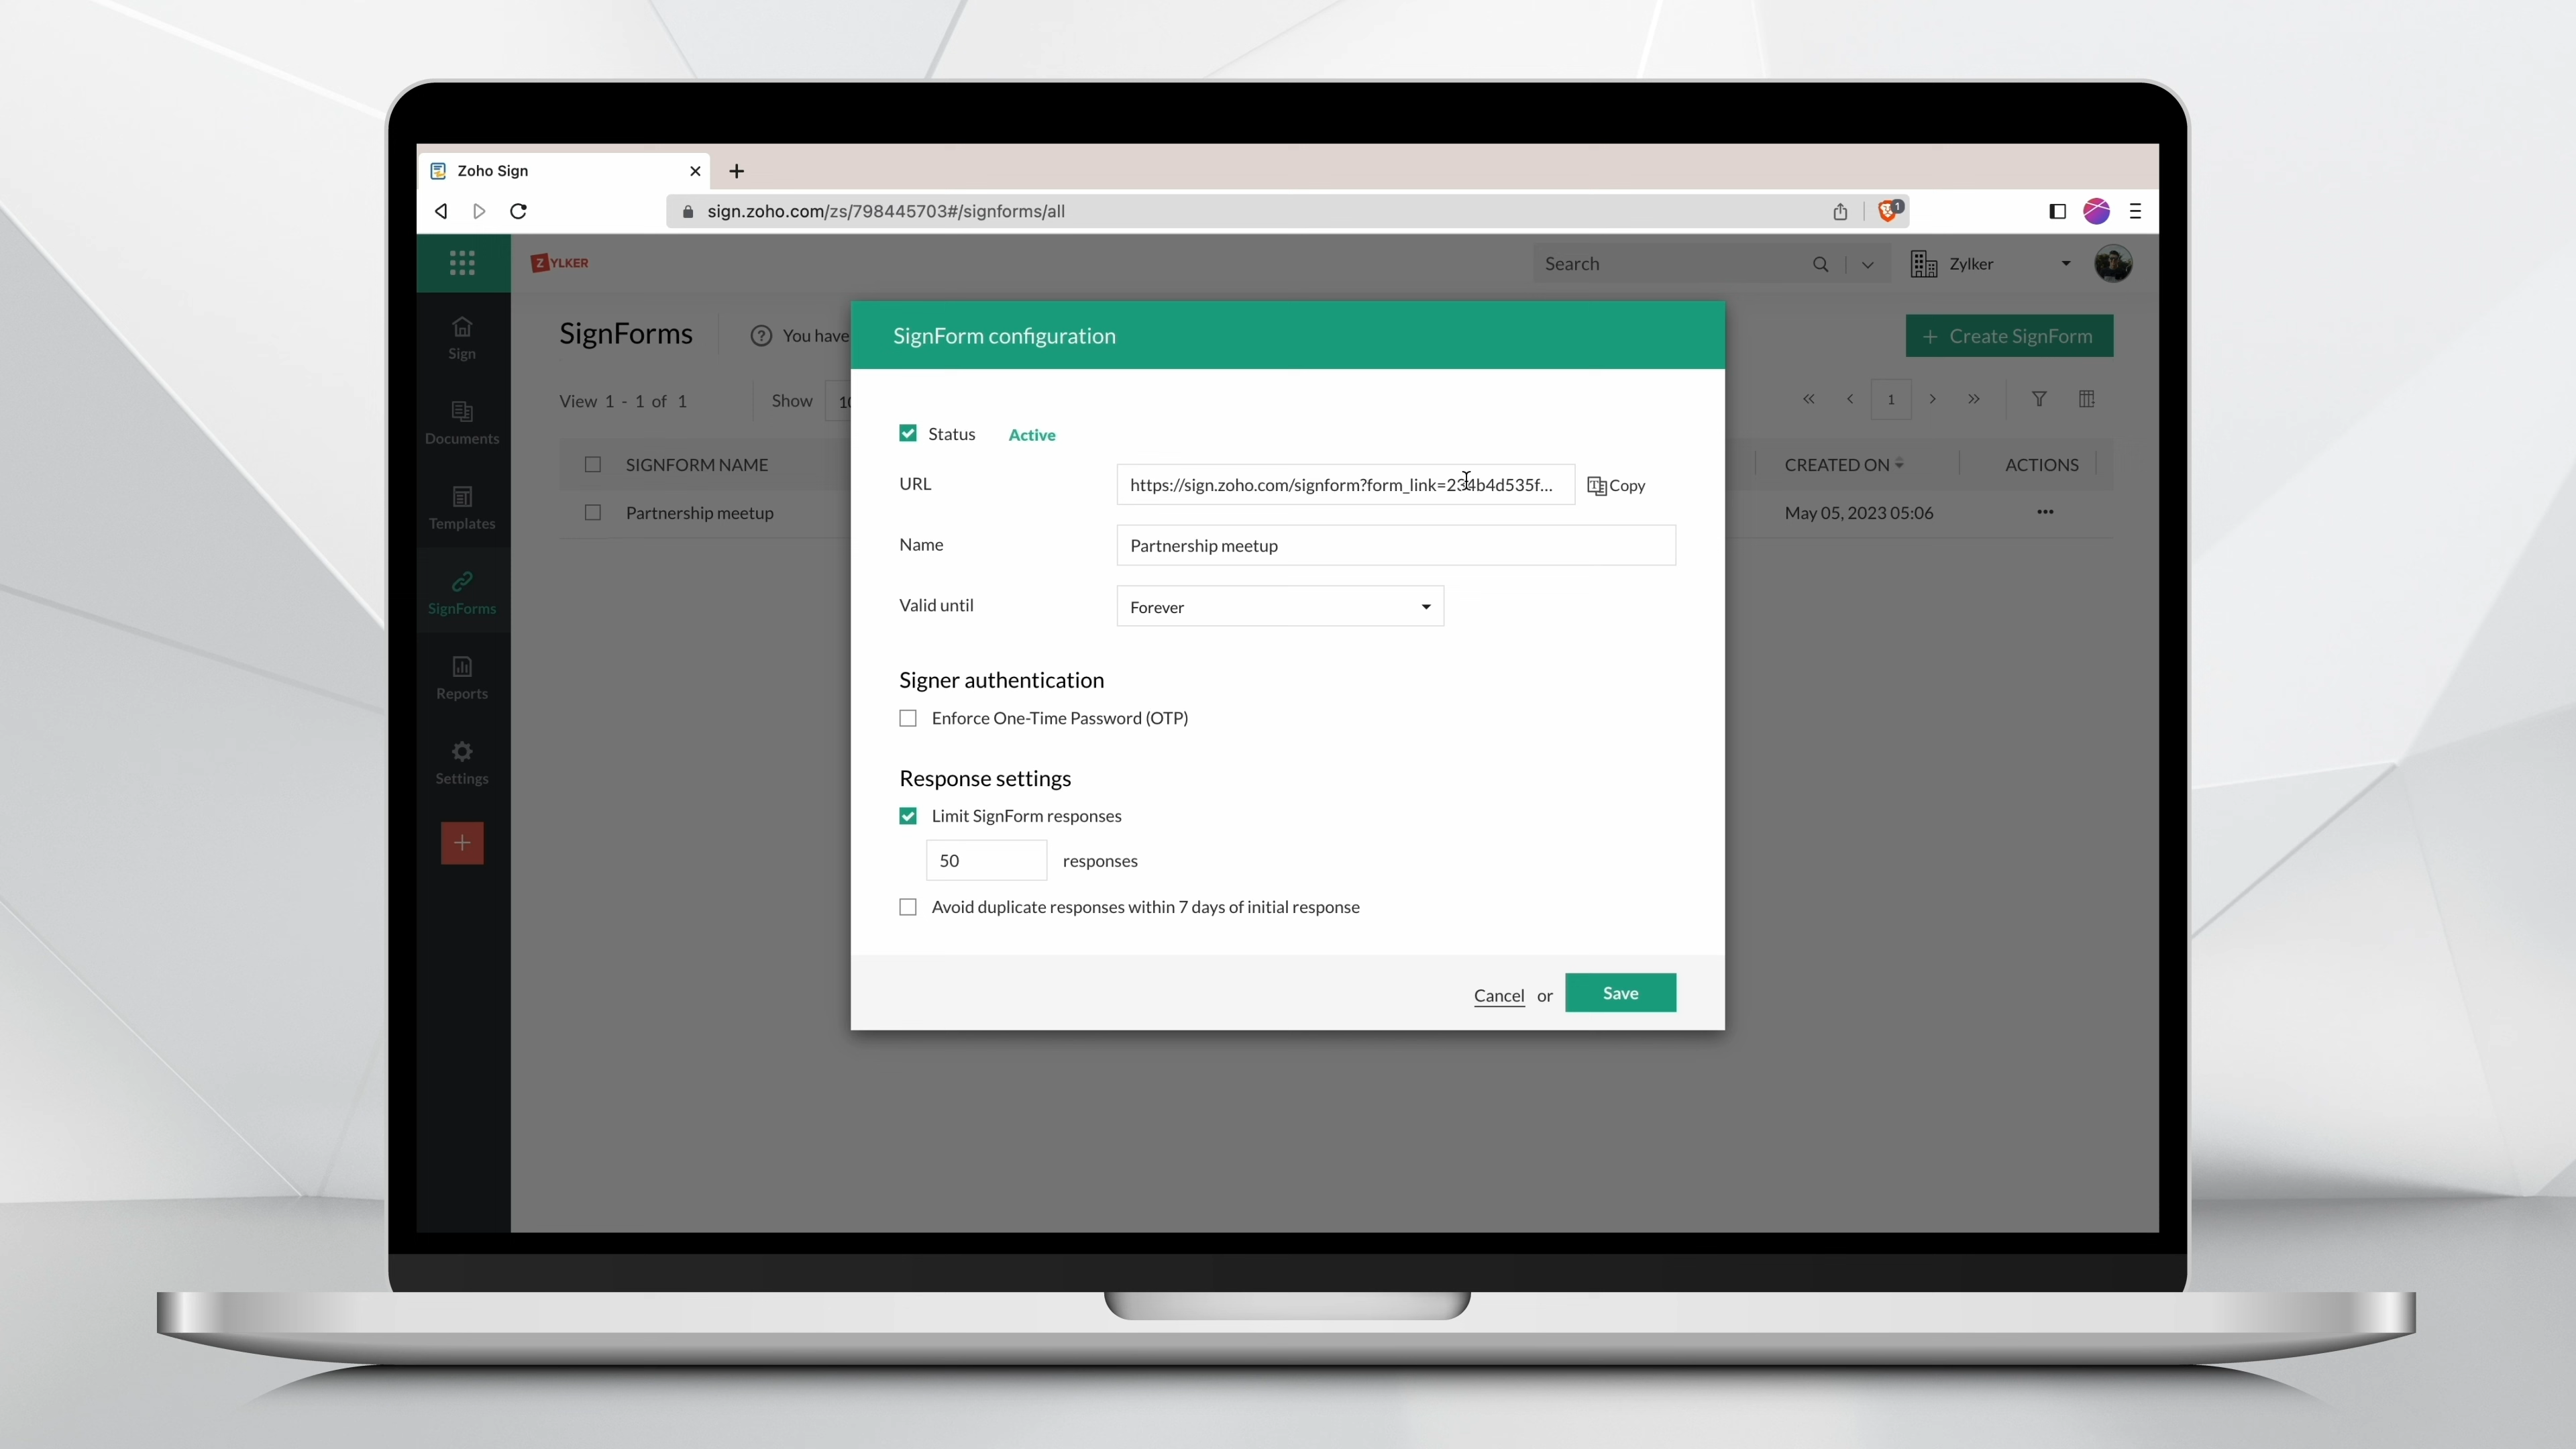 Zoho Sign
sign.zoho.com/zs/798445703#/signforms/all
1
ZYLKER
Search
Zylker
Sign
Documents
Templates
SignForms
Reports
Settings
SignForms
You have
Create SignForm
View 1 - 1 of 1
Show
10
1
SIGNFORM NAME
CREATED ON
ACTIONS
Partnership meetup
May 05, 2023 05:06
SignForm configuration
Status Active
URL
https://sign.zoho.com/signform?form_link=234b4d535f...
Copy
Name
Partnership meetup
Valid until
Forever
Signer authentication
Enforce One-Time Password (OTP)
Response settings
Limit SignForm responses
50 responses
Avoid duplicate responses within 7 days of initial response
Cancel or Save